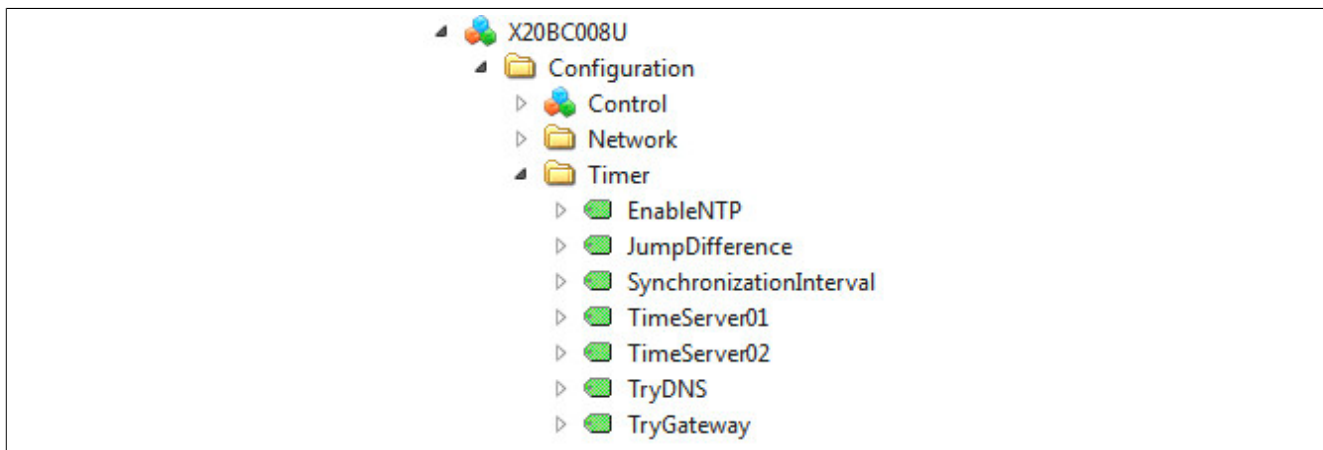 X20BC008U
Configuration
Control
Network
Timer
EnableNTP
JumpDifference
SynchronizationInterval
TimeServer01
TimeServer02
TryDNS
TryGateway